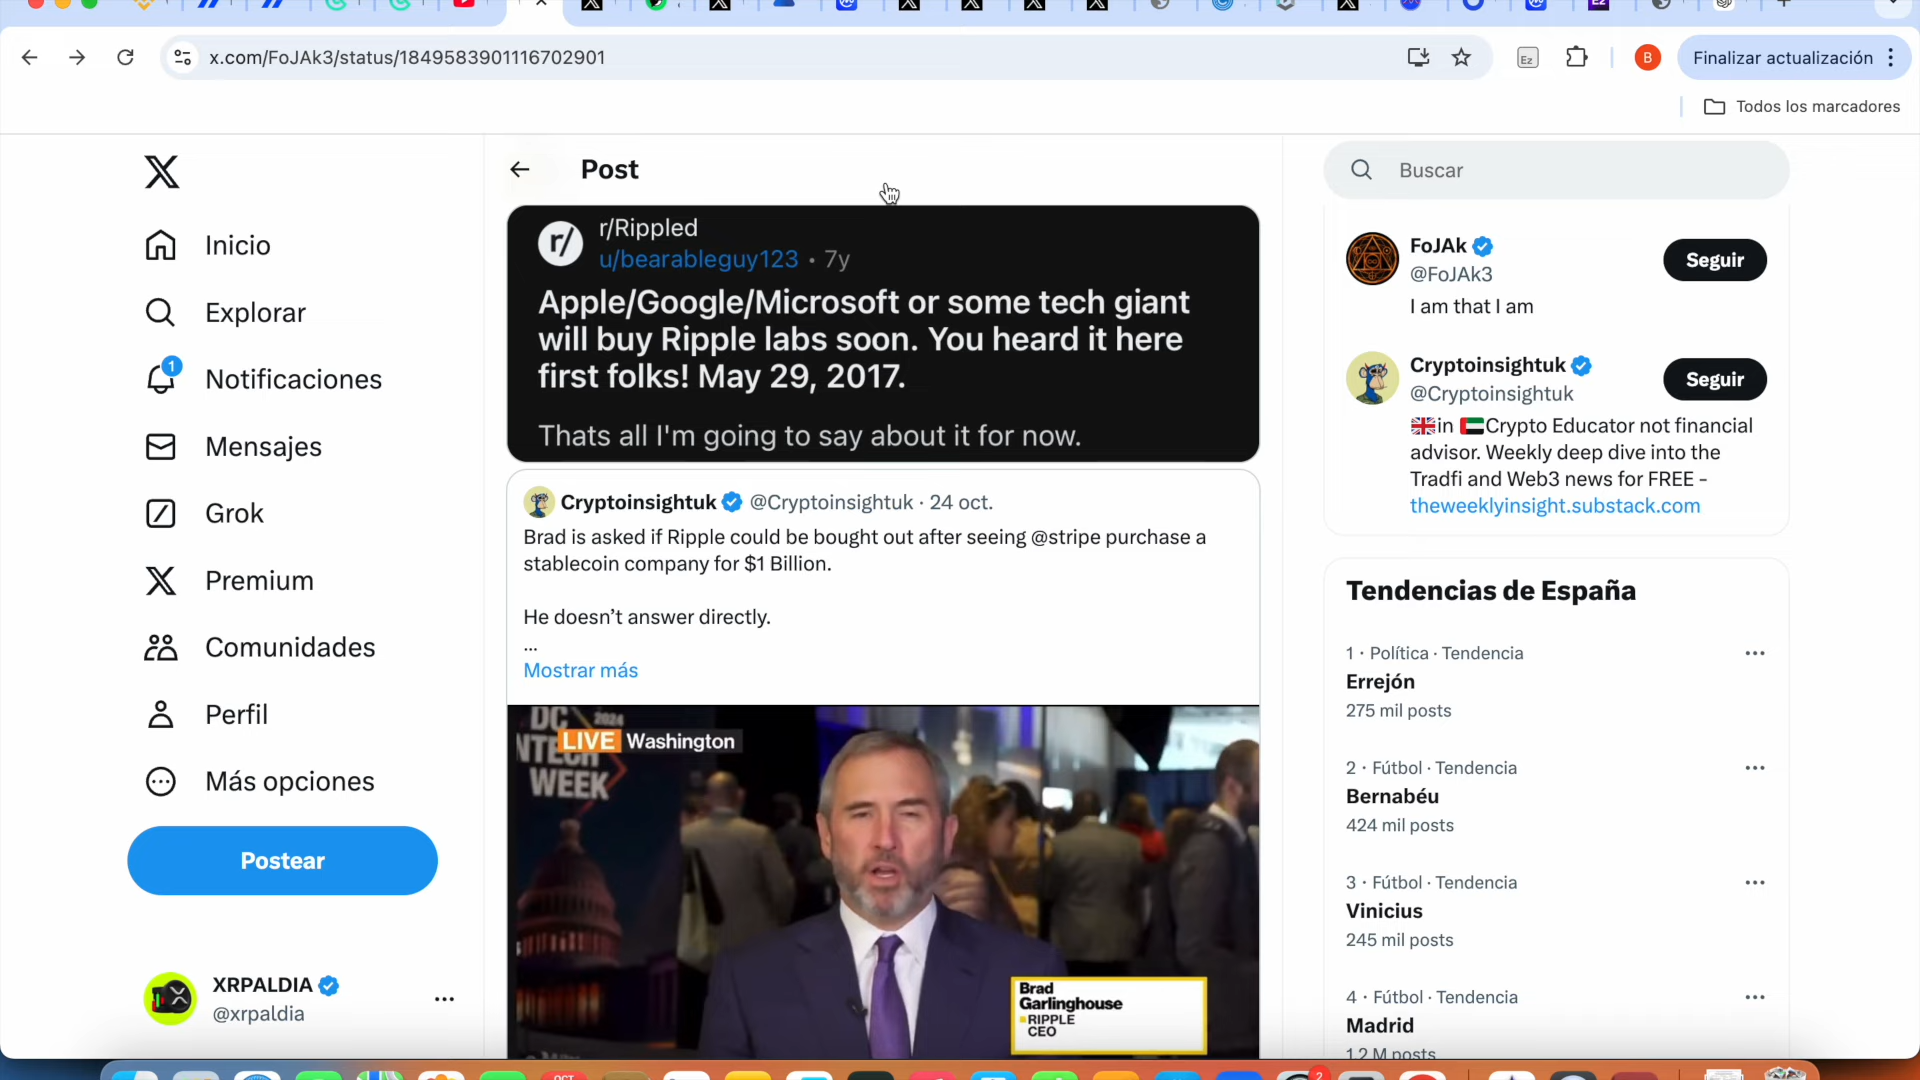 x.com/FoJAk3/status/1849583901116702901
Ez
B
Finalizar actualización
Todos los marcadores
Inicio
Explorar
1
Notificaciones
Mensajes
Grok
Premium
Comunidades
Perfil
Más opciones
Postear
XRPALDIA
@xrpaldia
Post
r/
r/Rippled
u/bearableguy123 • 7y
Apple/Google/Microsoft or some tech giant
will buy Ripple labs soon. You heard it here
first folks! May 29, 2017.
Thats all I'm going to say about it for now.
Cryptoinsightuk @Cryptoinsightuk · 24 oct.
Brad is asked if Ripple could be bought out after seeing @stripe purchase a
stablecoin company for $1 Billion.
He doesn’t answer directly.
...
Mostrar más
DC 2024
NTECH
WEEK
LIVE Washington
Brad
Garlinghouse
RIPPLE
CEO
Buscar
FoJAk
@FoJAk3
Seguir
I am that I am
Cryptoinsightuk
@Cryptoinsightuk
Seguir
in Crypto Educator not financial
advisor. Weekly deep dive into the
Tradfi and Web3 news for FREE -
theweeklyinsight.substack.com
Tendencias de España
1 · Política · Tendencia
Errejón
275 mil posts
2 · Fútbol · Tendencia
Bernabéu
424 mil posts
3 · Fútbol · Tendencia
Vinicius
245 mil posts
4 · Fútbol · Tendencia
Madrid
1,2 M posts
OCT
2